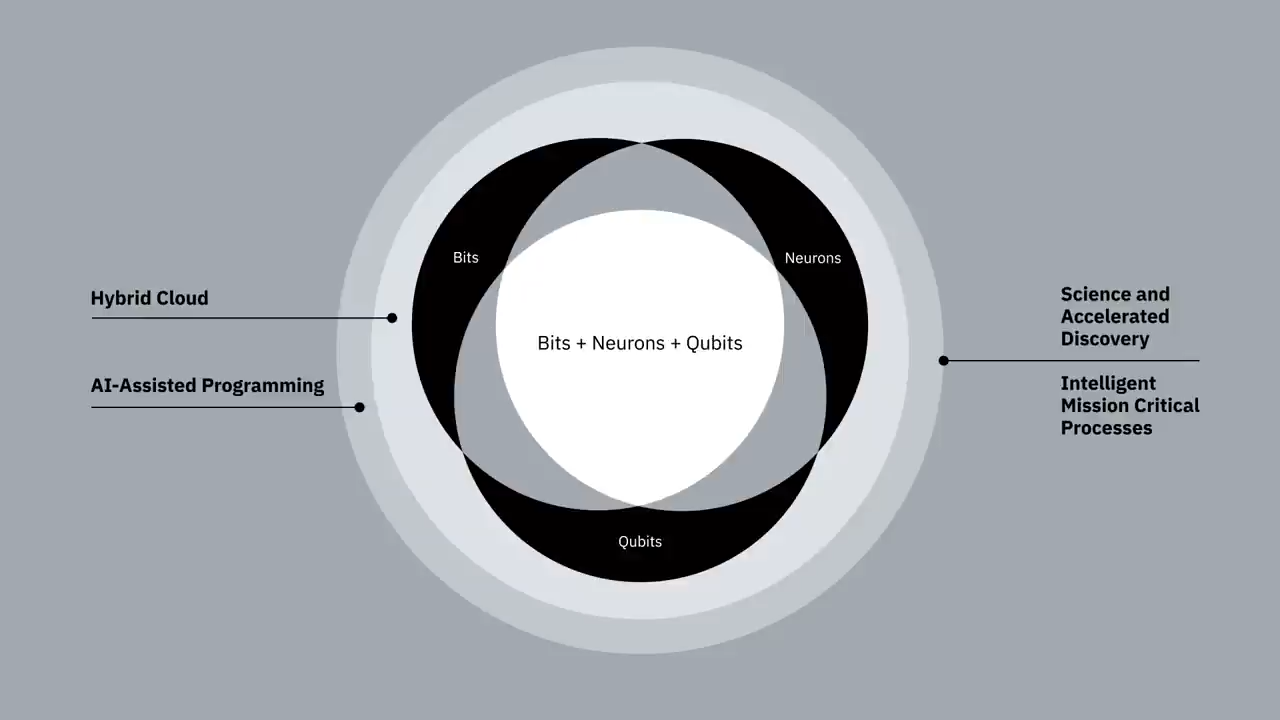 Bits
Neurons
Hybrid Cloud
AI-Assisted Programming
Bits + Neurons + Qubits
Qubits
Science and
Accelerated
Discovery
Intelligent
Mission Critical
Processes